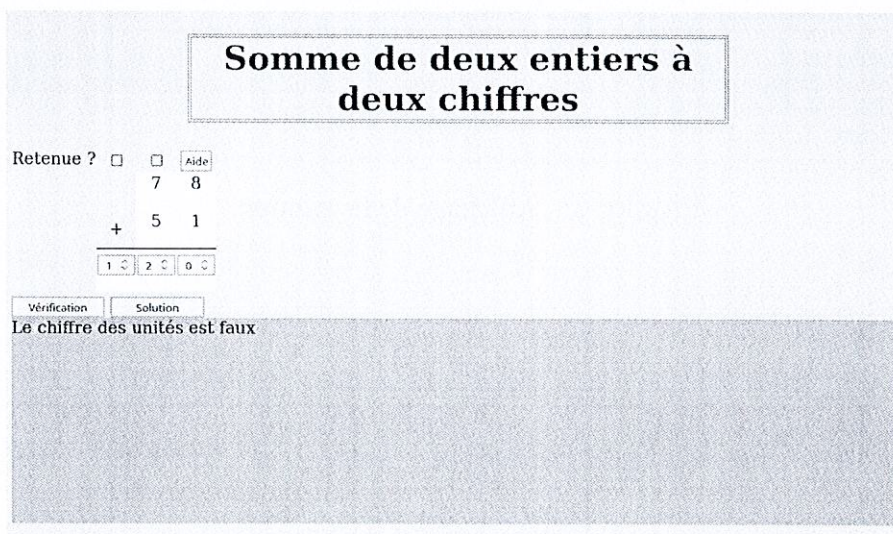 Somme de deux entiers à
deux chiffres
Retenue ? Aide
7 8
+ 5 1
1 2 0
Vérification Solution
Le chiffre des unités est faux